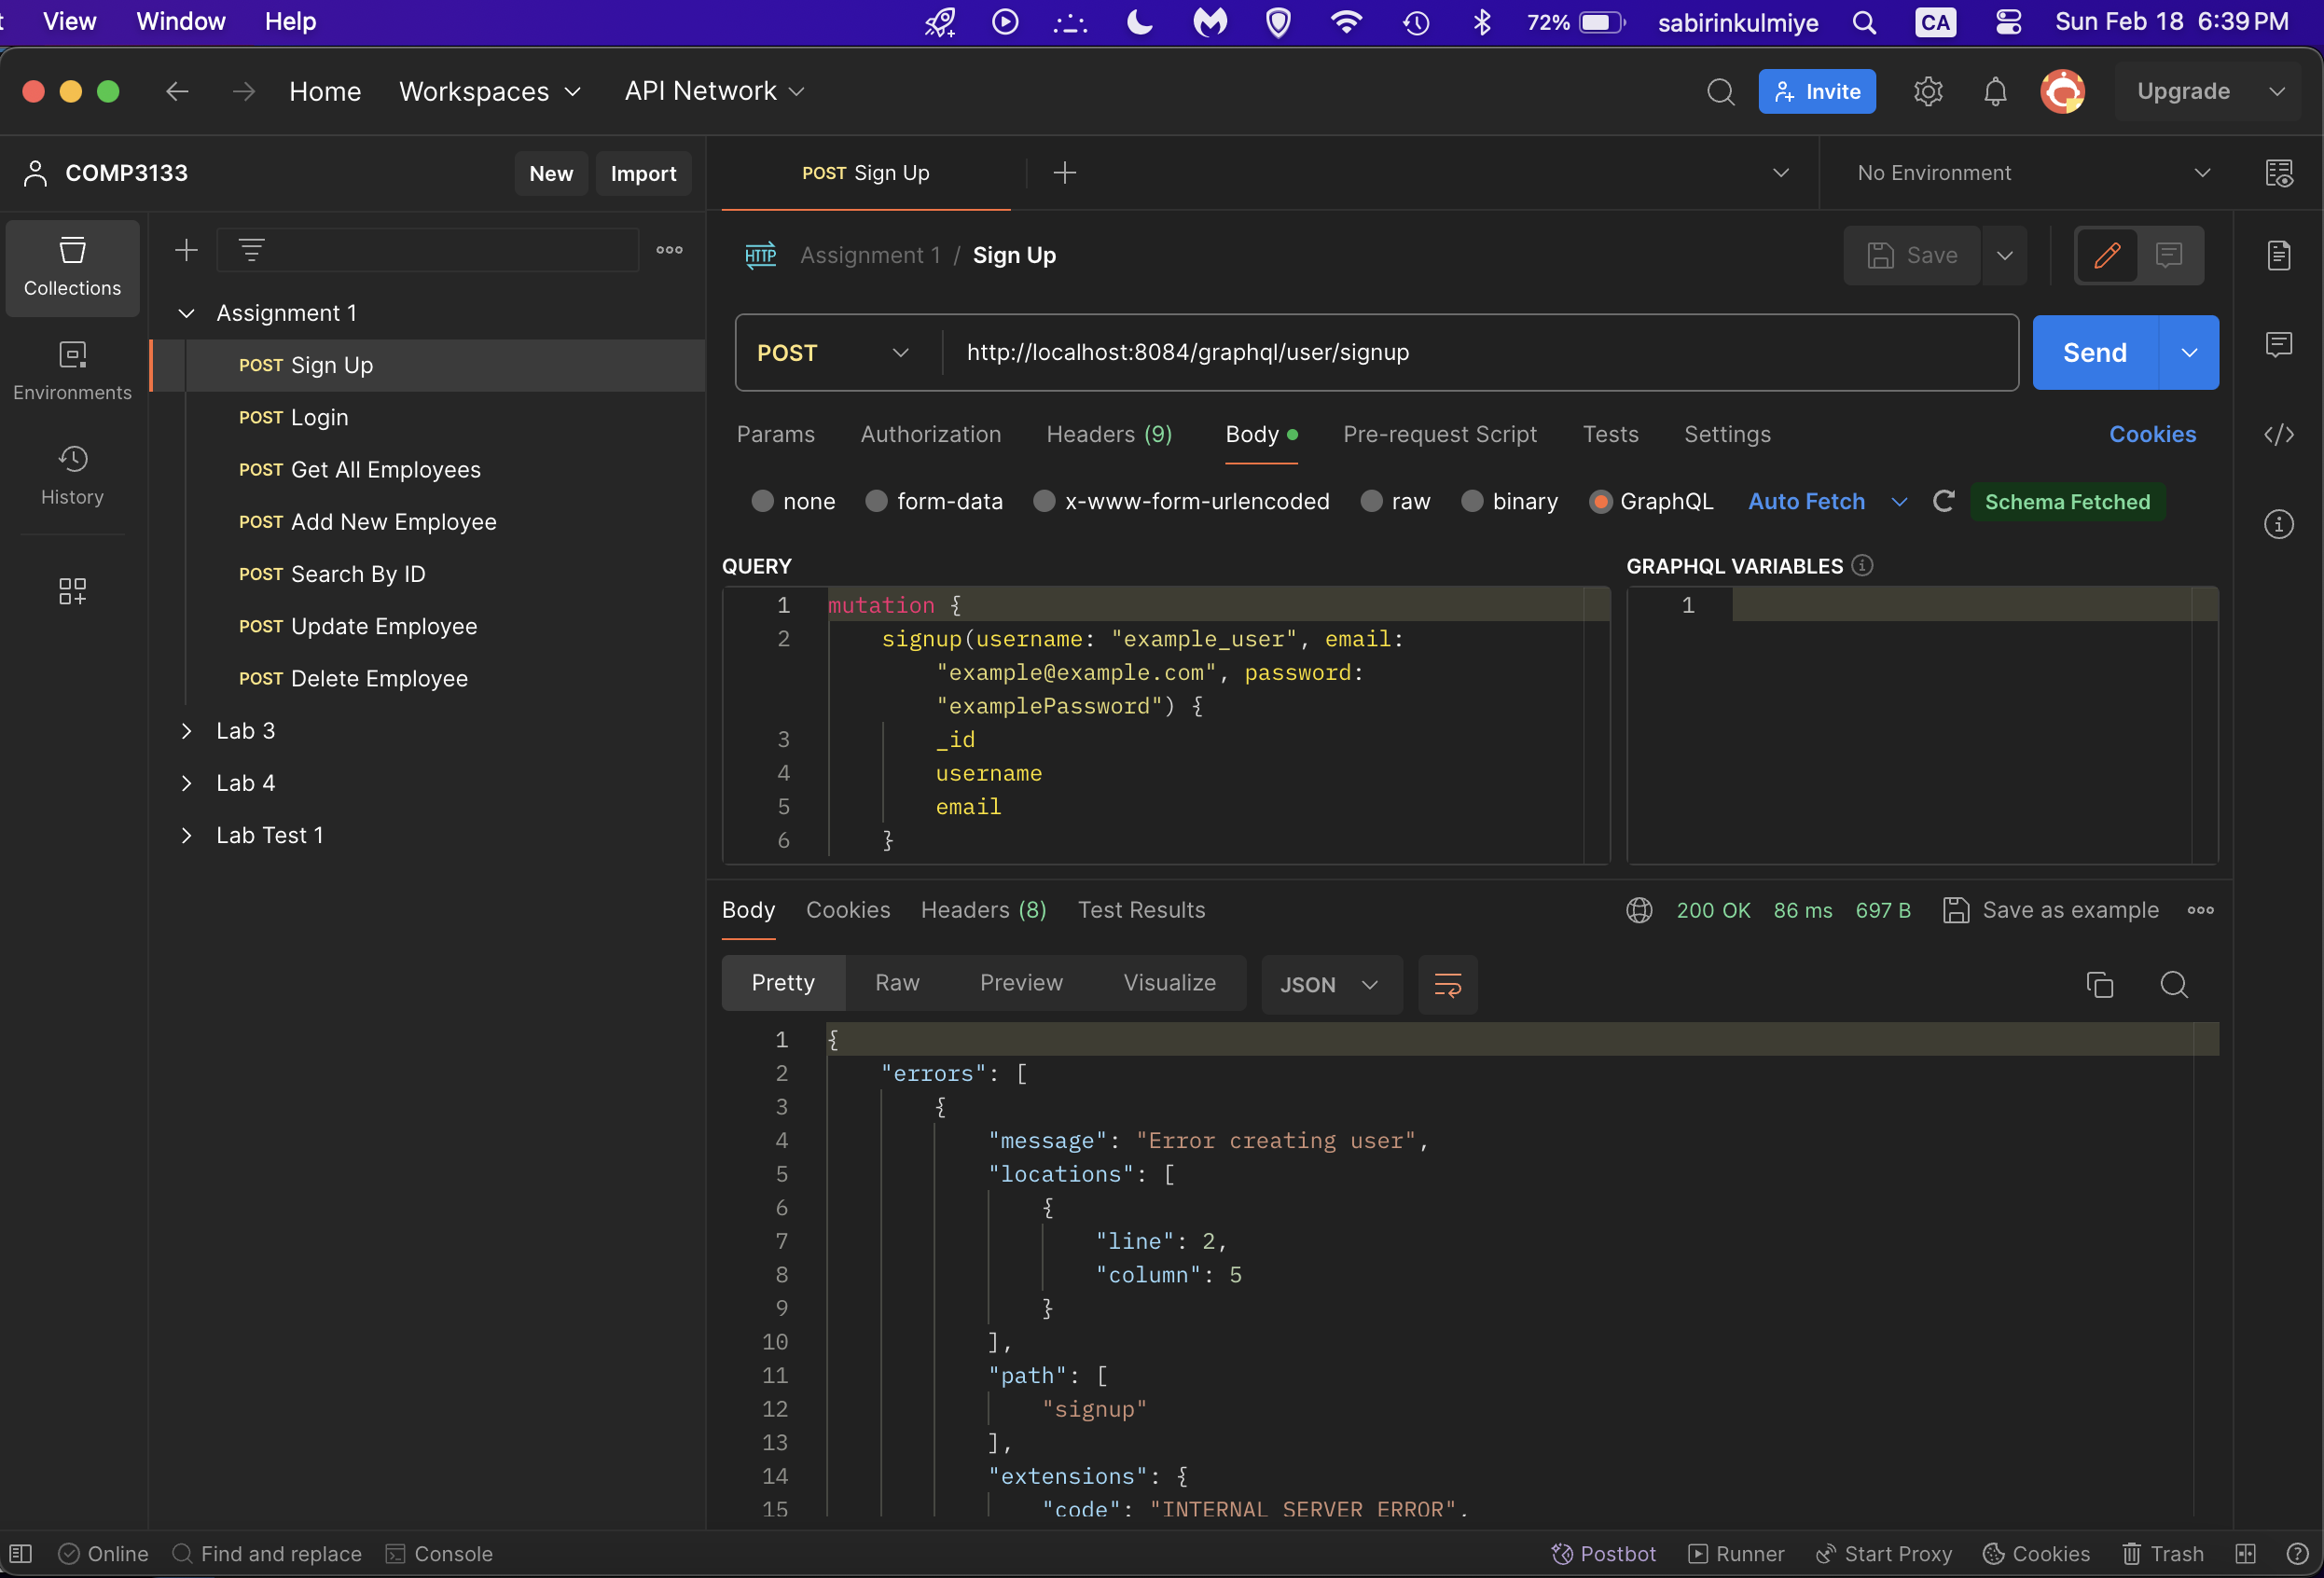 View Window Help 72% sabirinkulmiye CA Sun Feb 18 6:39 PM
Home Workspaces API Network Invite Upgrade
COMP3133 New Import POST Sign Up No Environment
Collections
Environments
History
Assignment 1
POST Sign Up
POST Login
POST Get All Employees
POST Add New Employee
POST Search By ID
POST Update Employee
POST Delete Employee
Lab 3
Lab 4
Lab Test 1
HTTP Assignment 1 / Sign Up Save
POST http://localhost:8084/graphql/user/signup Send
Params Authorization Headers (9) Body Pre-request Script Tests Settings Cookies
none form-data x-www-form-urlencoded raw binary GraphQL Auto Fetch Schema Fetched
QUERY
1 mutation {
2 signup(username: "example_user", email:
"example@example.com", password:
"examplePassword") {
3 _id
4 username
5 email
6 }
GRAPHQL VARIABLES
1
Body Cookies Headers (8) Test Results 200 OK 86 ms 697 B Save as example
Pretty Raw Preview Visualize JSON
1 {
2 "errors": [
3 {
4 "message": "Error creating user",
5 "locations": [
6 {
7 "line": 2,
8 "column": 5
9 }
10 ],
11 "path": [
12 "signup"
13 ],
14 "extensions": {
15 "code": "INTERNAL_SERVER_ERROR",
Online Find and replace Console Postbot Runner Start Proxy Cookies Trash